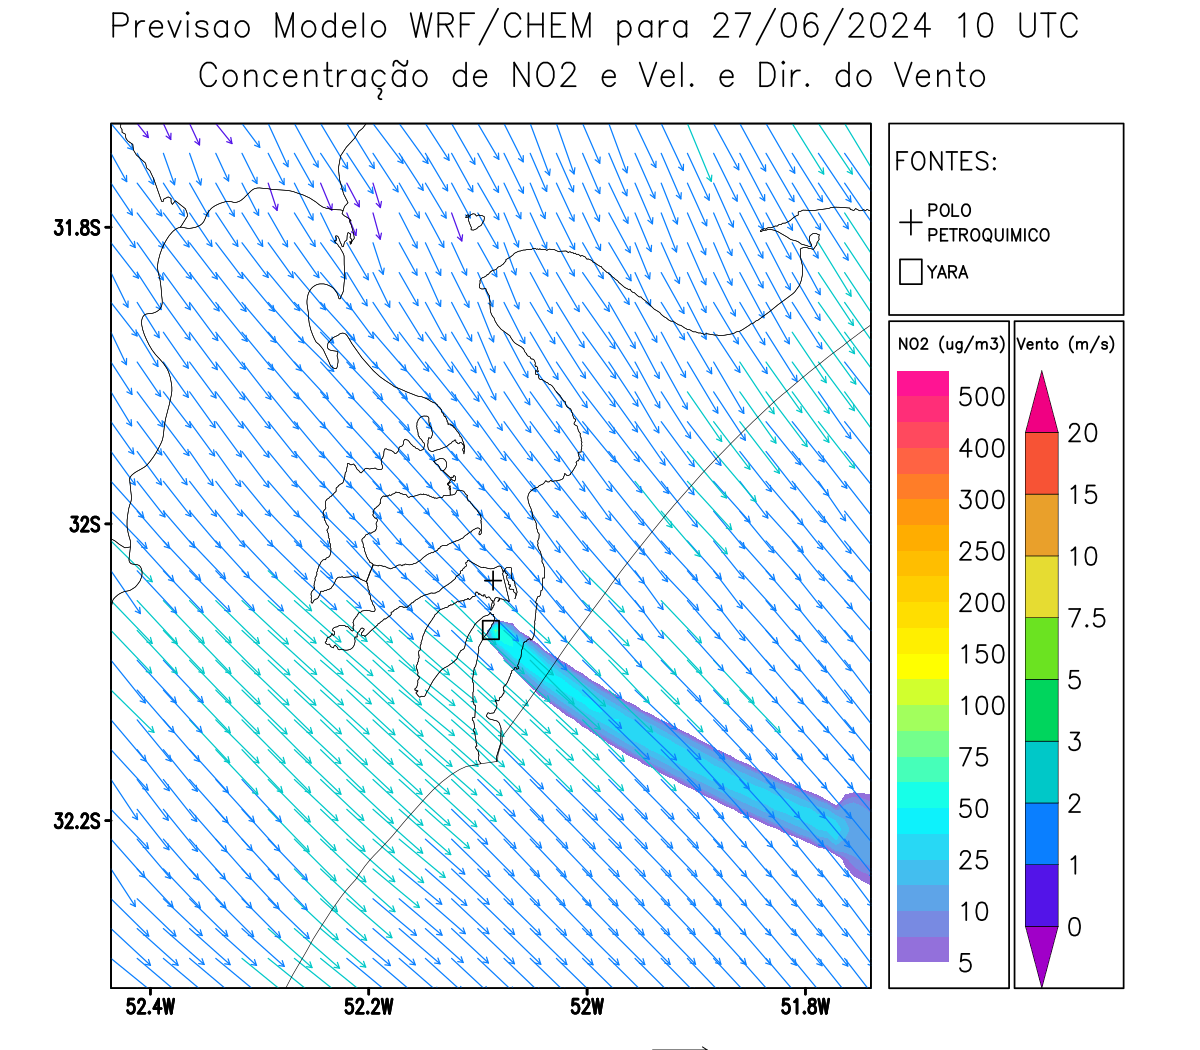 Previsao Modelo WRF/CHEM para 27/06/2024 10 UTC
Concentração de NO2 e Vel. e Dir. do Vento
FONTES:
POLO
PETROQUIMICO
YARA
31.8S
32S
32.2S
52.4W
52.2W
52W
51.8W
NO2 (ug/m3)
500
400
300
250
200
150
100
75
50
25
10
5
Vento (m/s)
20
15
10
7.5
5
3
2
1
0